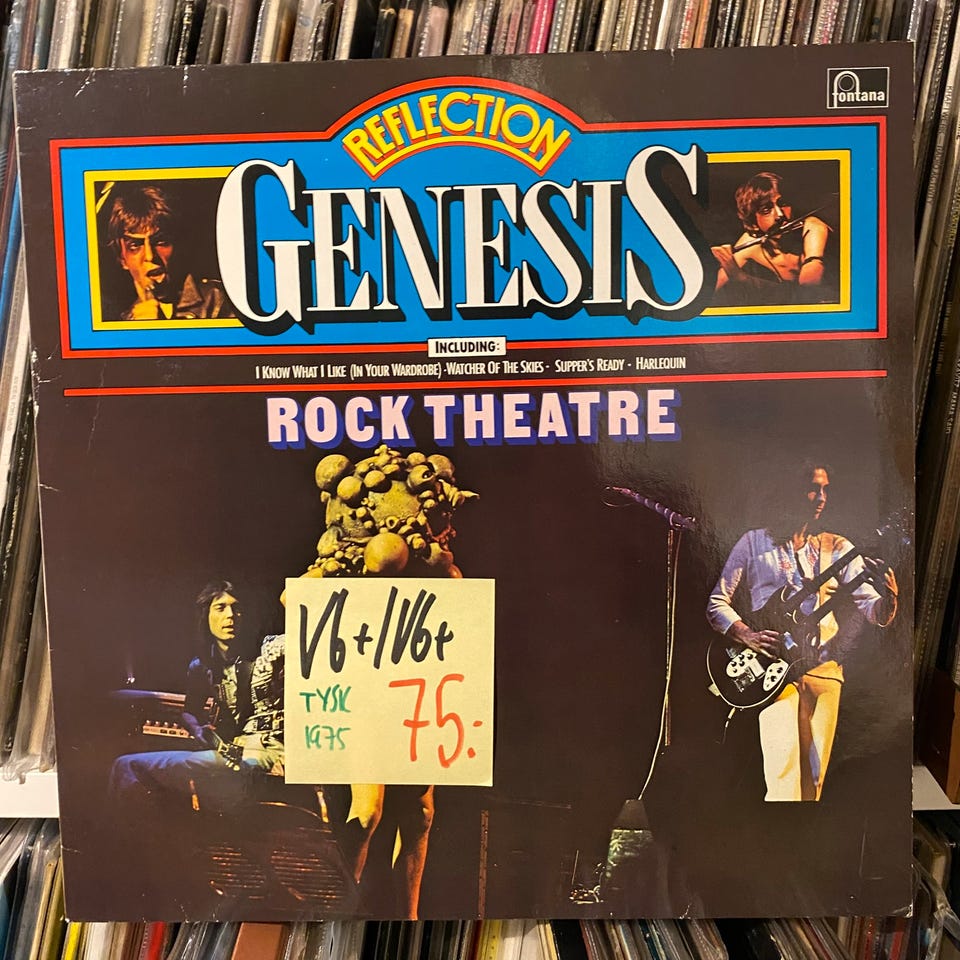 fontana
REFLECTION
GENESIS
INCLUDING:
I KNOW WHAT I LIKE (IN YOUR WARDROBE) - WATCHER OF THE SKIES - SUPPER'S READY - HARLEQUIN
ROCK THEATRE
VG+/VG+
TYSK
1975
75:-